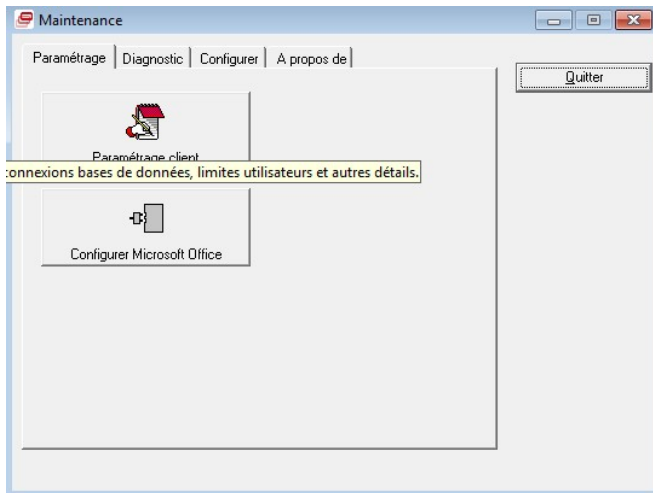 Maintenance
Paramétrage
Diagnostic
Configurer
A propos de
Quitter
Paramétrage client
connexions bases de données, limites utilisateurs et autres détails.
Configurer Microsoft Office